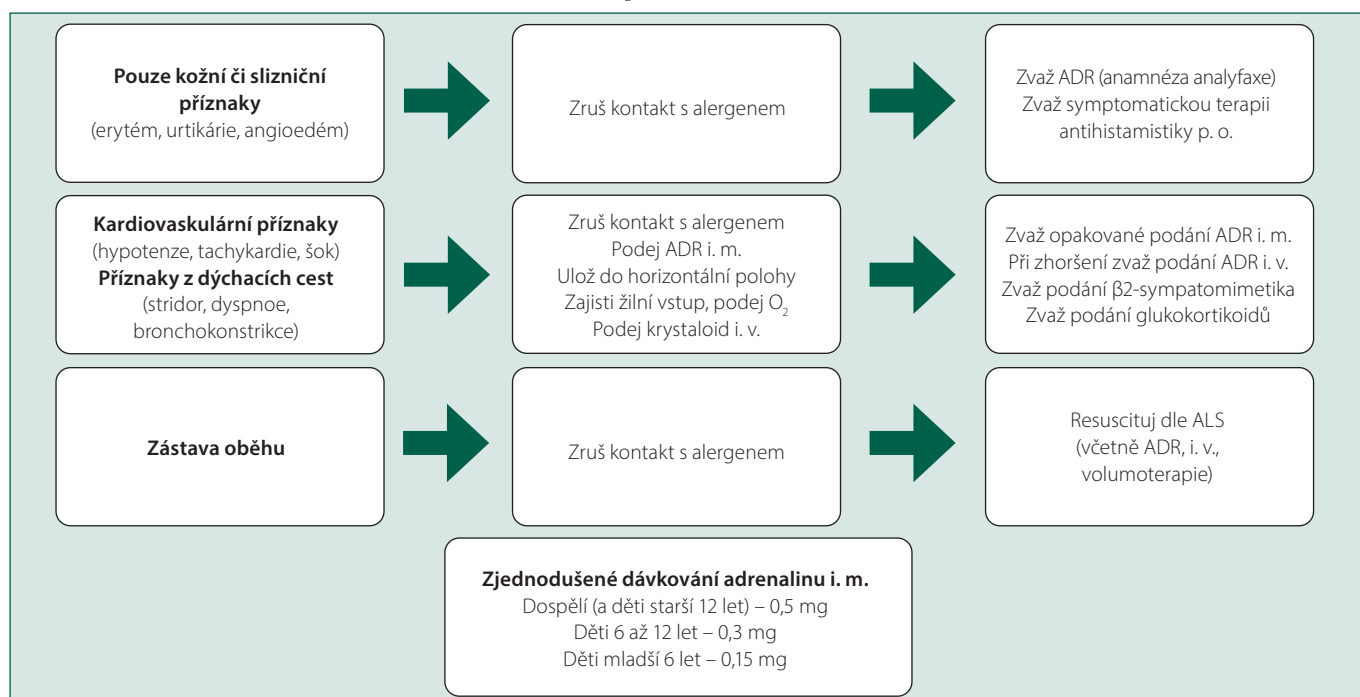 Pouze kožní či slizniční
příznaky
(erytém, urtikárie, angioedém)
Zruš kontakt s alergenem
Zvaž ADR (anamnéza analyfaxe)
Zvaž symptomatickou terapii
antihistamistiky p. o.
Kardiovaskulární příznaky
(hypotenze, tachykardie, šok)
Příznaky z dýchacích cest
(stridor, dyspnoe,
bronchokonstrikce)
Zruš kontakt s alergenem
Podej ADR i. m.
Ulož do horizontální polohy
Zajisti žilní vstup, podej O₂
Podej krystaloid i. v.
Zvaž opakované podání ADR i. m.
Při zhoršení zvaž podání ADR i. v.
Zvaž podání β2-sympatomimetika
Zvaž podání glukokortikoidů
Zástava oběhu
Zruš kontakt s alergenem
Resuscituj dle ALS
(včetně ADR, i. v.,
volumoterapie)
Zjednodušené dávkování adrenalinu i. m.
Dospělí (a děti starší 12 let) – 0,5 mg
Děti 6 až 12 let – 0,3 mg
Děti mladší 6 let – 0,15 mg